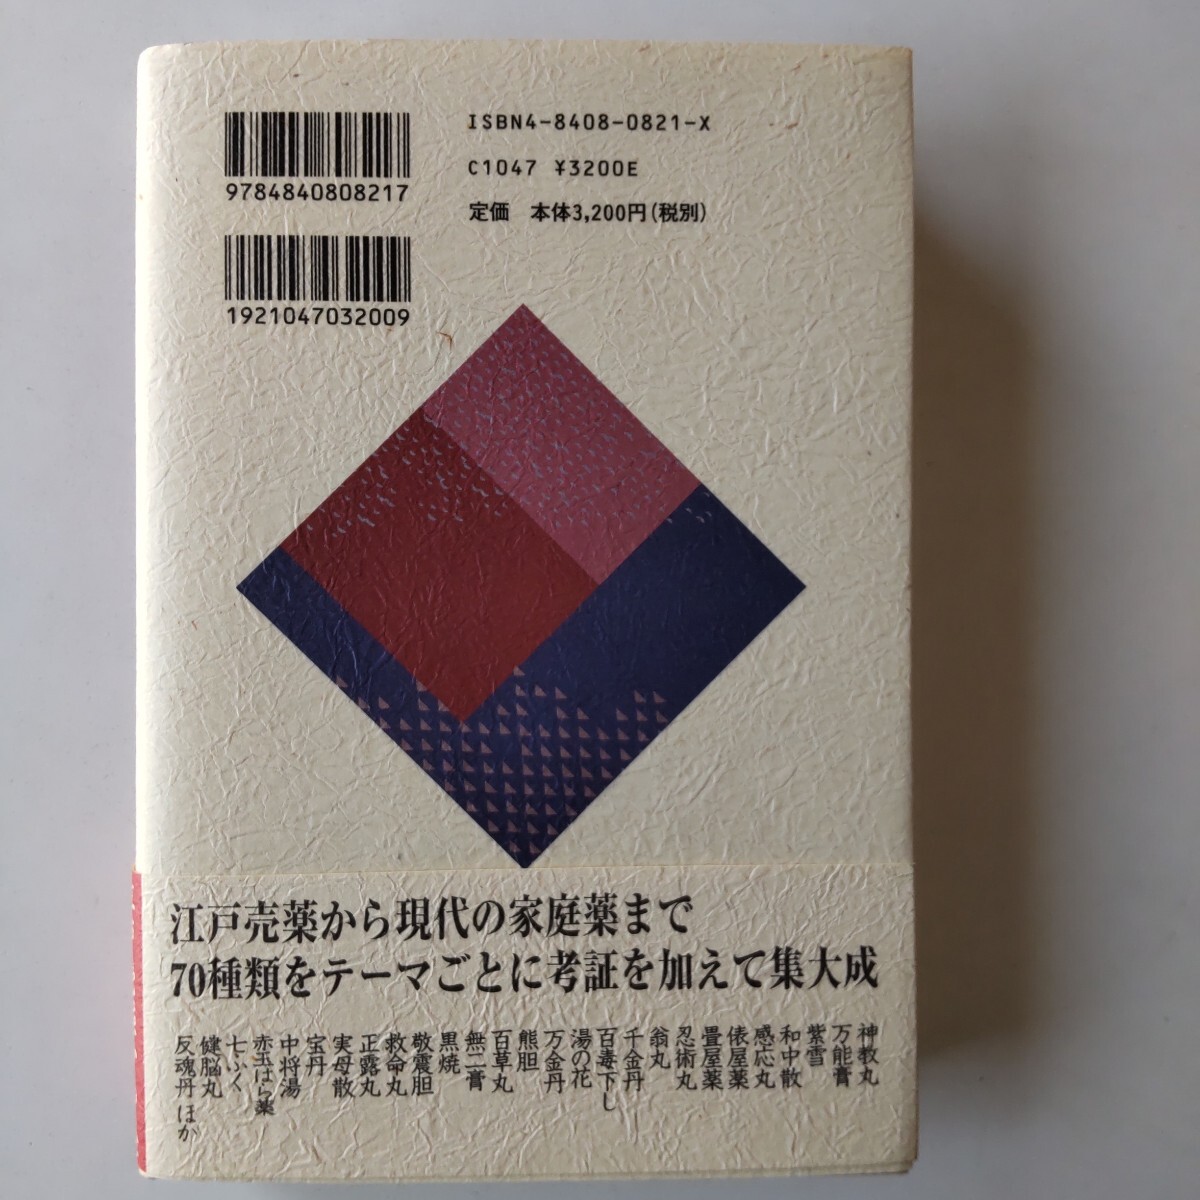 ISBN4-8408-0821-X
9784840808217
C1047 ¥3200E
定価 本体3,200円(税別)
1921047032009
江戸売薬から現代の家庭薬まで
70種類をテーマごとに考証を加えて集大成
神教丸
万能膏
紫雪
和中散
感応丸
俵屋薬
畳屋薬
忍術丸
翁丸
千金丹
百毒下し
湯の花
万金丹
熊胆
百草丸
無二膏
黒焼
敬震胆
救命丸
正露丸
実母散
宝丹
中将湯
赤玉はら薬
七ふく
健脳丸
反魂丹ほか